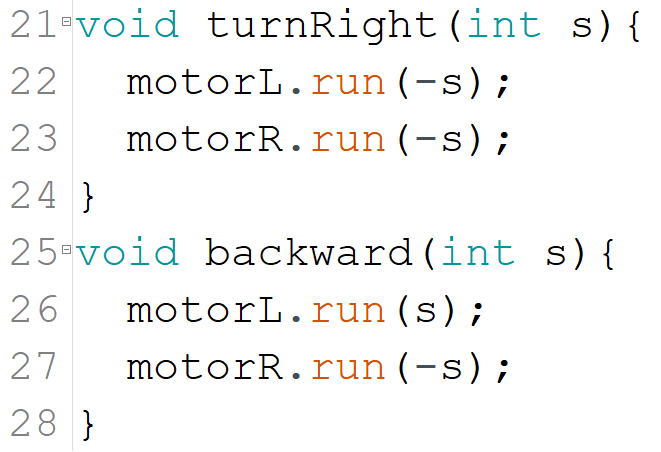 21 void turnRight(int s){
22   motorL.run(-s);
23   motorR.run(-s);
24 }
25 void backward(int s){
26   motorL.run(s);
27   motorR.run(-s);
28 }